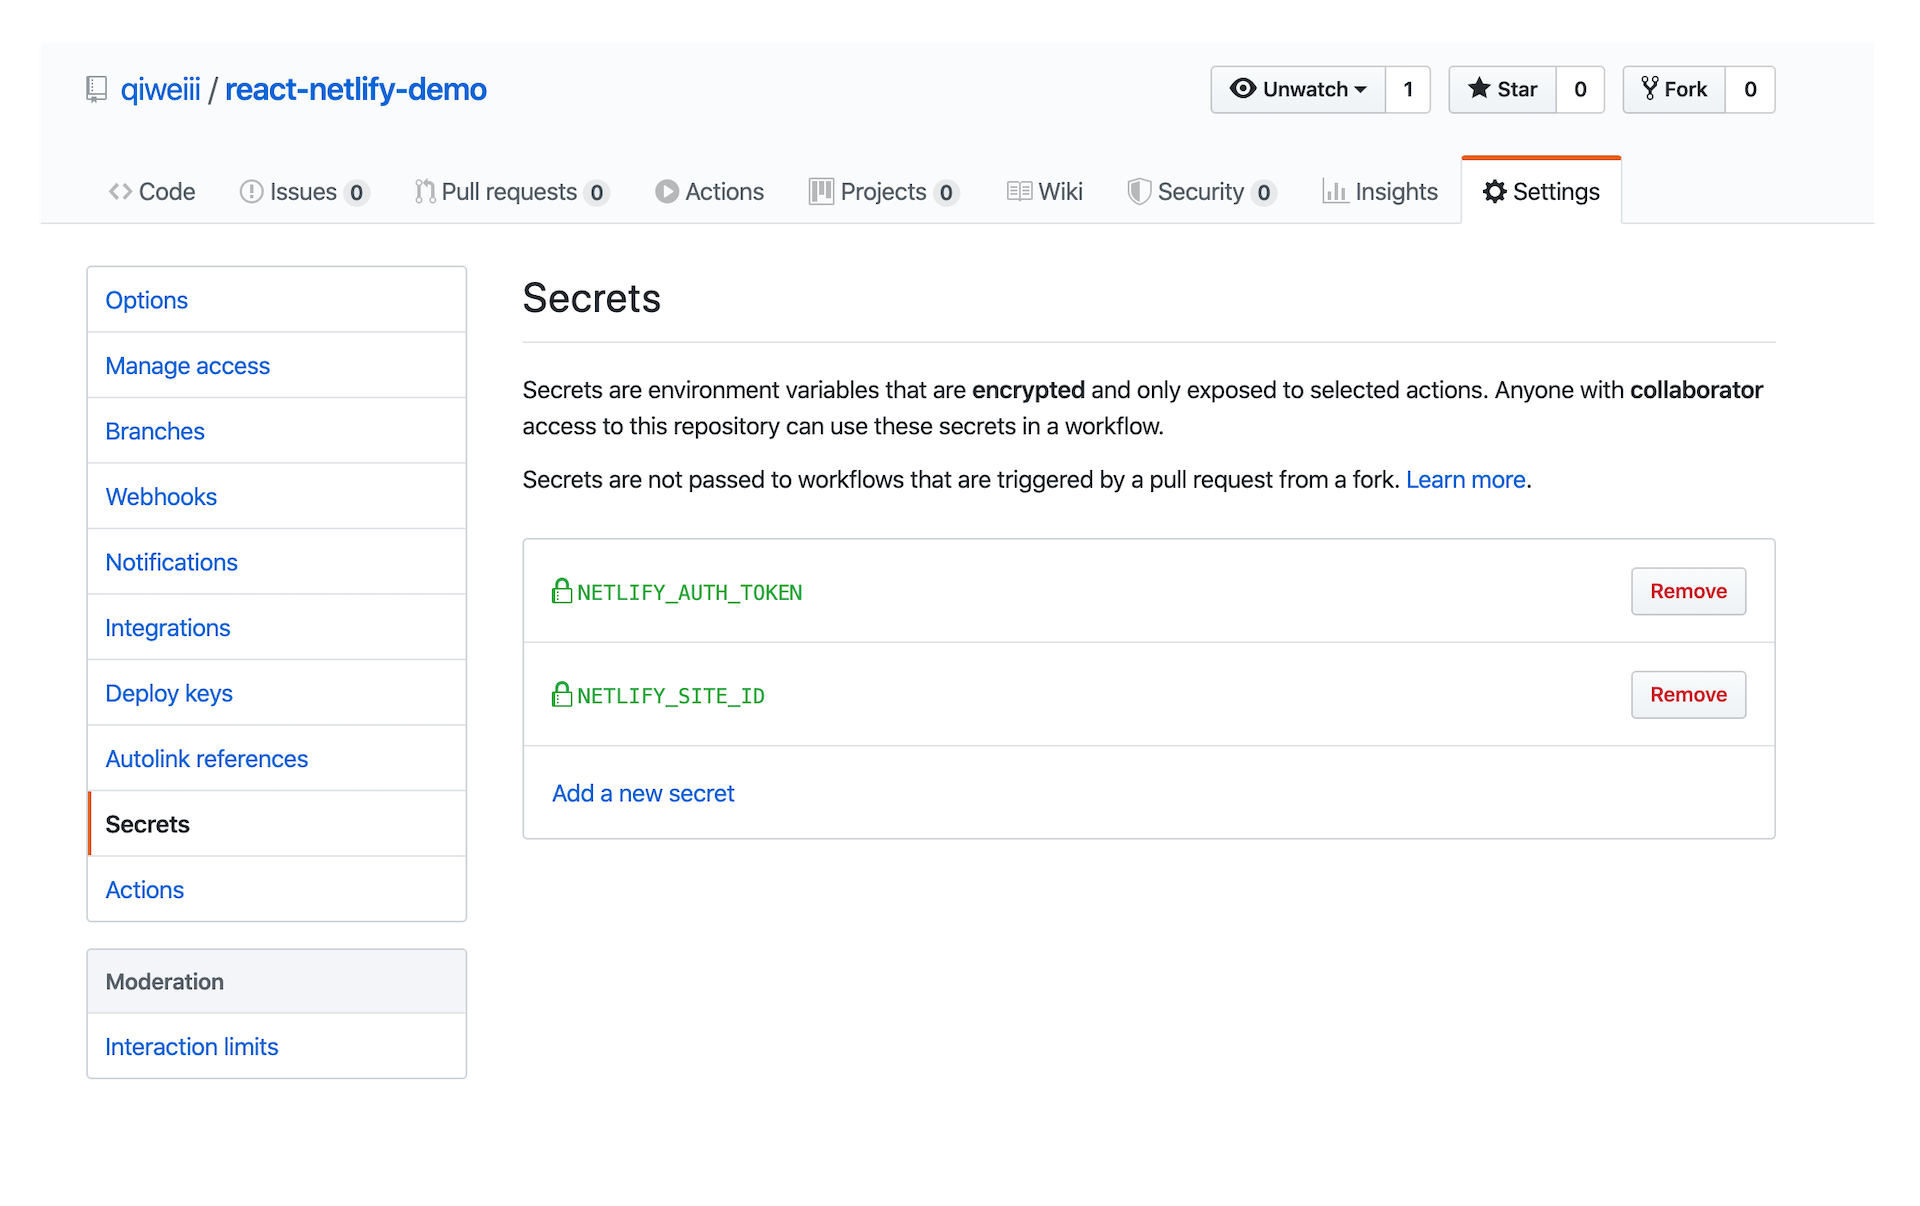 qiweiii / react-netlify-demo
Unwatch 1 Star 0 Fork 0
Code Issues 0 Pull requests 0 Actions Projects 0 Wiki Security 0 Insights Settings
Options
Manage access
Branches
Webhooks
Notifications
Integrations
Deploy keys
Autolink references
Secrets
Actions
Moderation
Interaction limits
Secrets
Secrets are environment variables that are encrypted and only exposed to selected actions. Anyone with collaborator
access to this repository can use these secrets in a workflow.
Secrets are not passed to workflows that are triggered by a pull request from a fork. Learn more.
NETLIFY_AUTH_TOKEN Remove
NETLIFY_SITE_ID Remove
Add a new secret